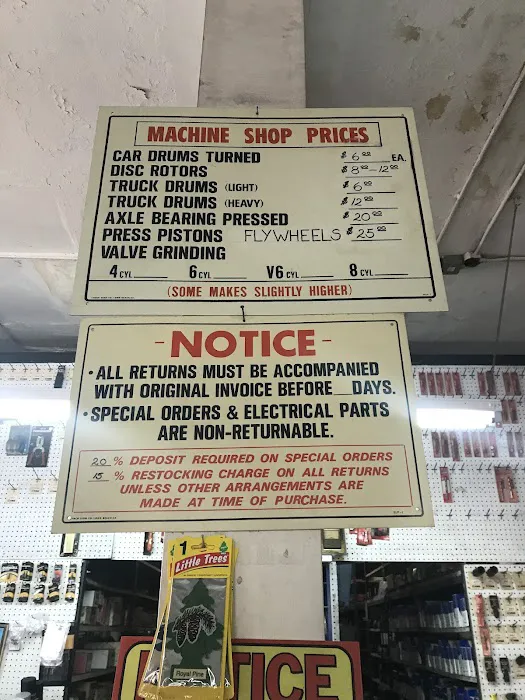 MACHINE SHOP PRICES
CAR DRUMS TURNED $ 6 00 EA.
DISC ROTORS $ 8 00 - 12 00
TRUCK DRUMS (LIGHT) $ 6 00
TRUCK DRUMS (HEAVY) $ 12 00
AXLE BEARING PRESSED $ 20 00
PRESS PISTONS FLYWHEELS $ 25 00
VALVE GRINDING
4 CYL. 6 CYL. V6 CYL. 8 CYL.
(SOME MAKES SLIGHTLY HIGHER)
- NOTICE -
• ALL RETURNS MUST BE ACCOMPANIED
WITH ORIGINAL INVOICE BEFORE __ DAYS.
• SPECIAL ORDERS & ELECTRICAL PARTS
ARE NON-RETURNABLE.
20 % DEPOSIT REQUIRED ON SPECIAL ORDERS
15 % RESTOCKING CHARGE ON ALL RETURNS
UNLESS OTHER ARRANGEMENTS ARE
MADE AT TIME OF PURCHASE.
1
Little Trees
Royal Pine
TICE